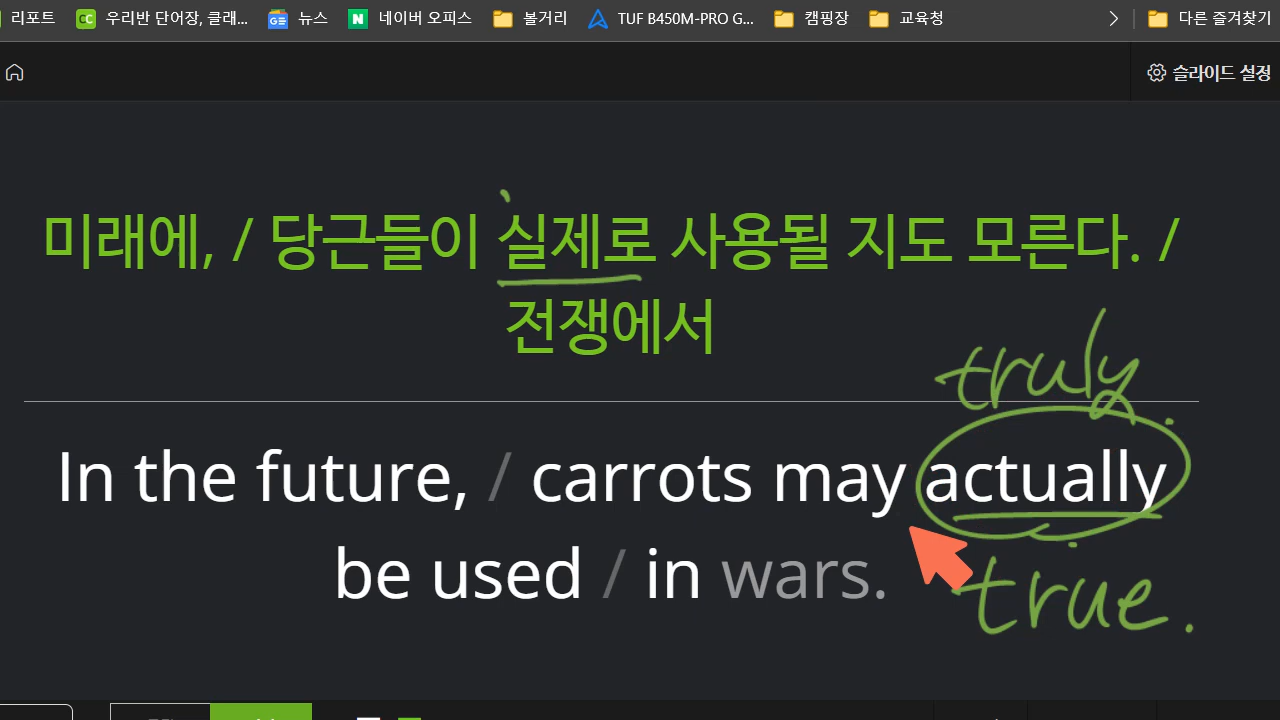 리포트 CC 우리반 단어장, 클래... GE 뉴스 N 네이버 오피스 볼거리 TUF B450M-PRO G... 캠핑장 교육청 다른 즐겨찾기
슬라이드 설정
미래에, / 당근들이 실제로 사용될 지도 모른다. /
전쟁에서
truly.
In the future, / carrots may actually
be used / in wars.
true.